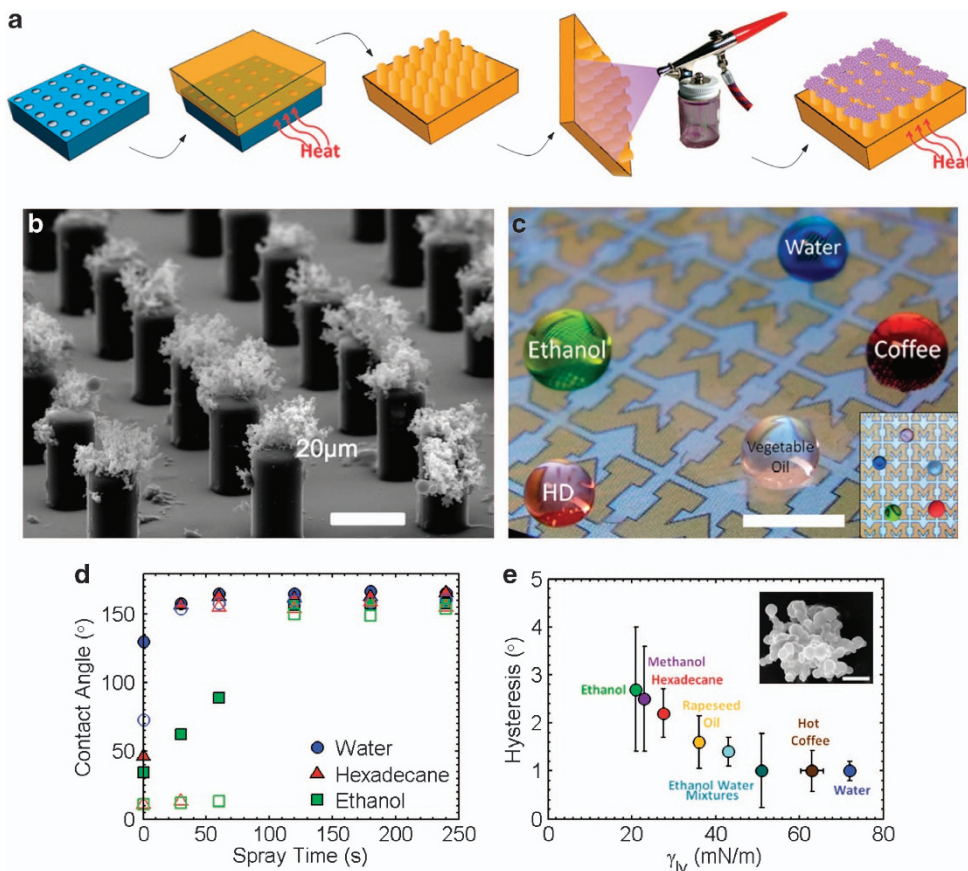 a
Heat
Heat
b
20μm
c
Water
Ethanol
Coffee
Vegetable
Oil
HD
d
Contact Angle (°)
150
100
50
0
0 50 100 150 200 250
Spray Time (s)
Water
Hexadecane
Ethanol
e
Hysteresis (°)
5
4
3
2
1
0
0 20 40 60 80
γlv (mN/m)
Ethanol
Methanol
Hexadecane
Rapeseed
Oil
Ethanol Water
Mixtures
Hot
Coffee
Water